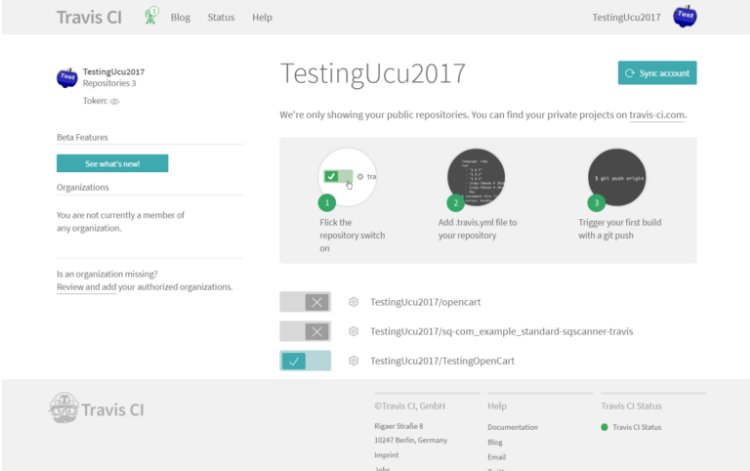 Travis CI
1
Blog
Status
Help
TestingUcu2017
Test
Test
TestingUcu2017
Repositories 3
Token:
Beta Features
See what's new!
Organizations
You are not currently a member of
any organization.
Is an organization missing?
Review and add your authorized organizations.
TestingUcu2017
Sync account
We're only showing your public repositories. You can find your private projects on travis-ci.com.
tra
1
Flick the
repository switch
on
2
Add .travis.yml file to
your repository
$ git push origin
3
Trigger your first build
with a git push
TestingUcu2017/opencart
TestingUcu2017/sq-com_example_standard-sqscanner-travis
TestingUcu2017/TestingOpenCart
Travis CI
©Travis CI, GmbH
Rigaer Straße 8
10247 Berlin, Germany
Imprint
Jobs
Help
Documentation
Blog
Email
Travis CI Status
Travis CI Status